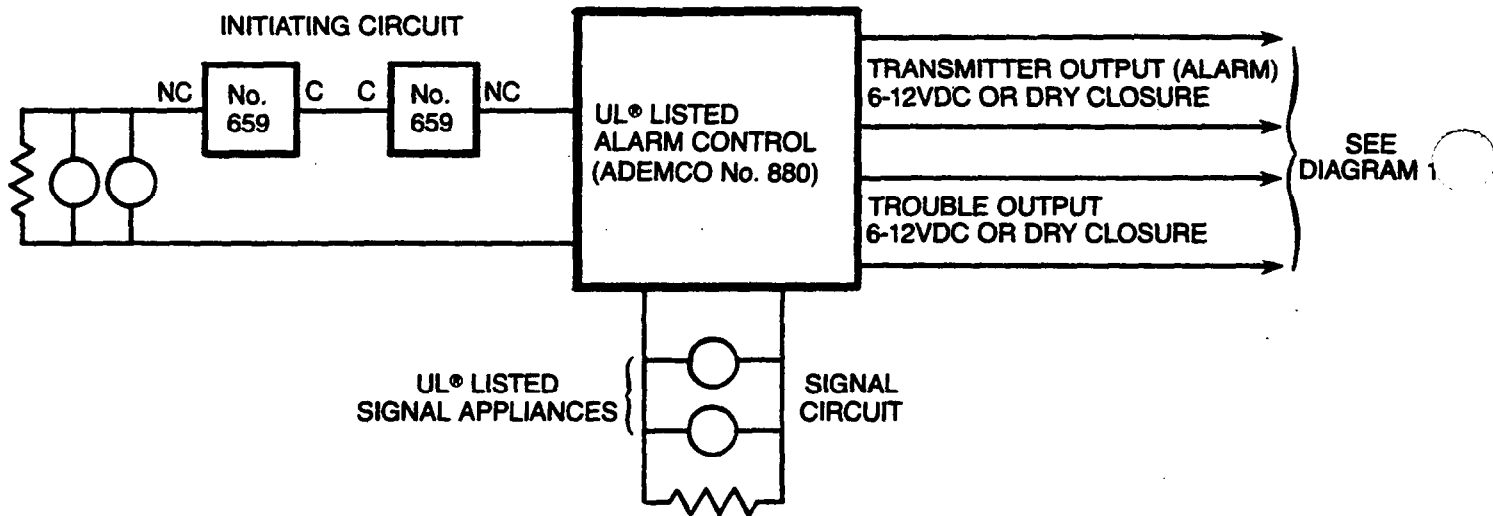 INITIATING CIRCUIT
NC
No.
659
C
C
No.
659
NC
UL® LISTED
ALARM CONTROL
(ADEMCO No. 880)
TRANSMITTER OUTPUT (ALARM)
6-12VDC OR DRY CLOSURE
TROUBLE OUTPUT
6-12VDC OR DRY CLOSURE
SEE
DIAGRAM 1
UL® LISTED
SIGNAL APPLIANCES
SIGNAL
CIRCUIT